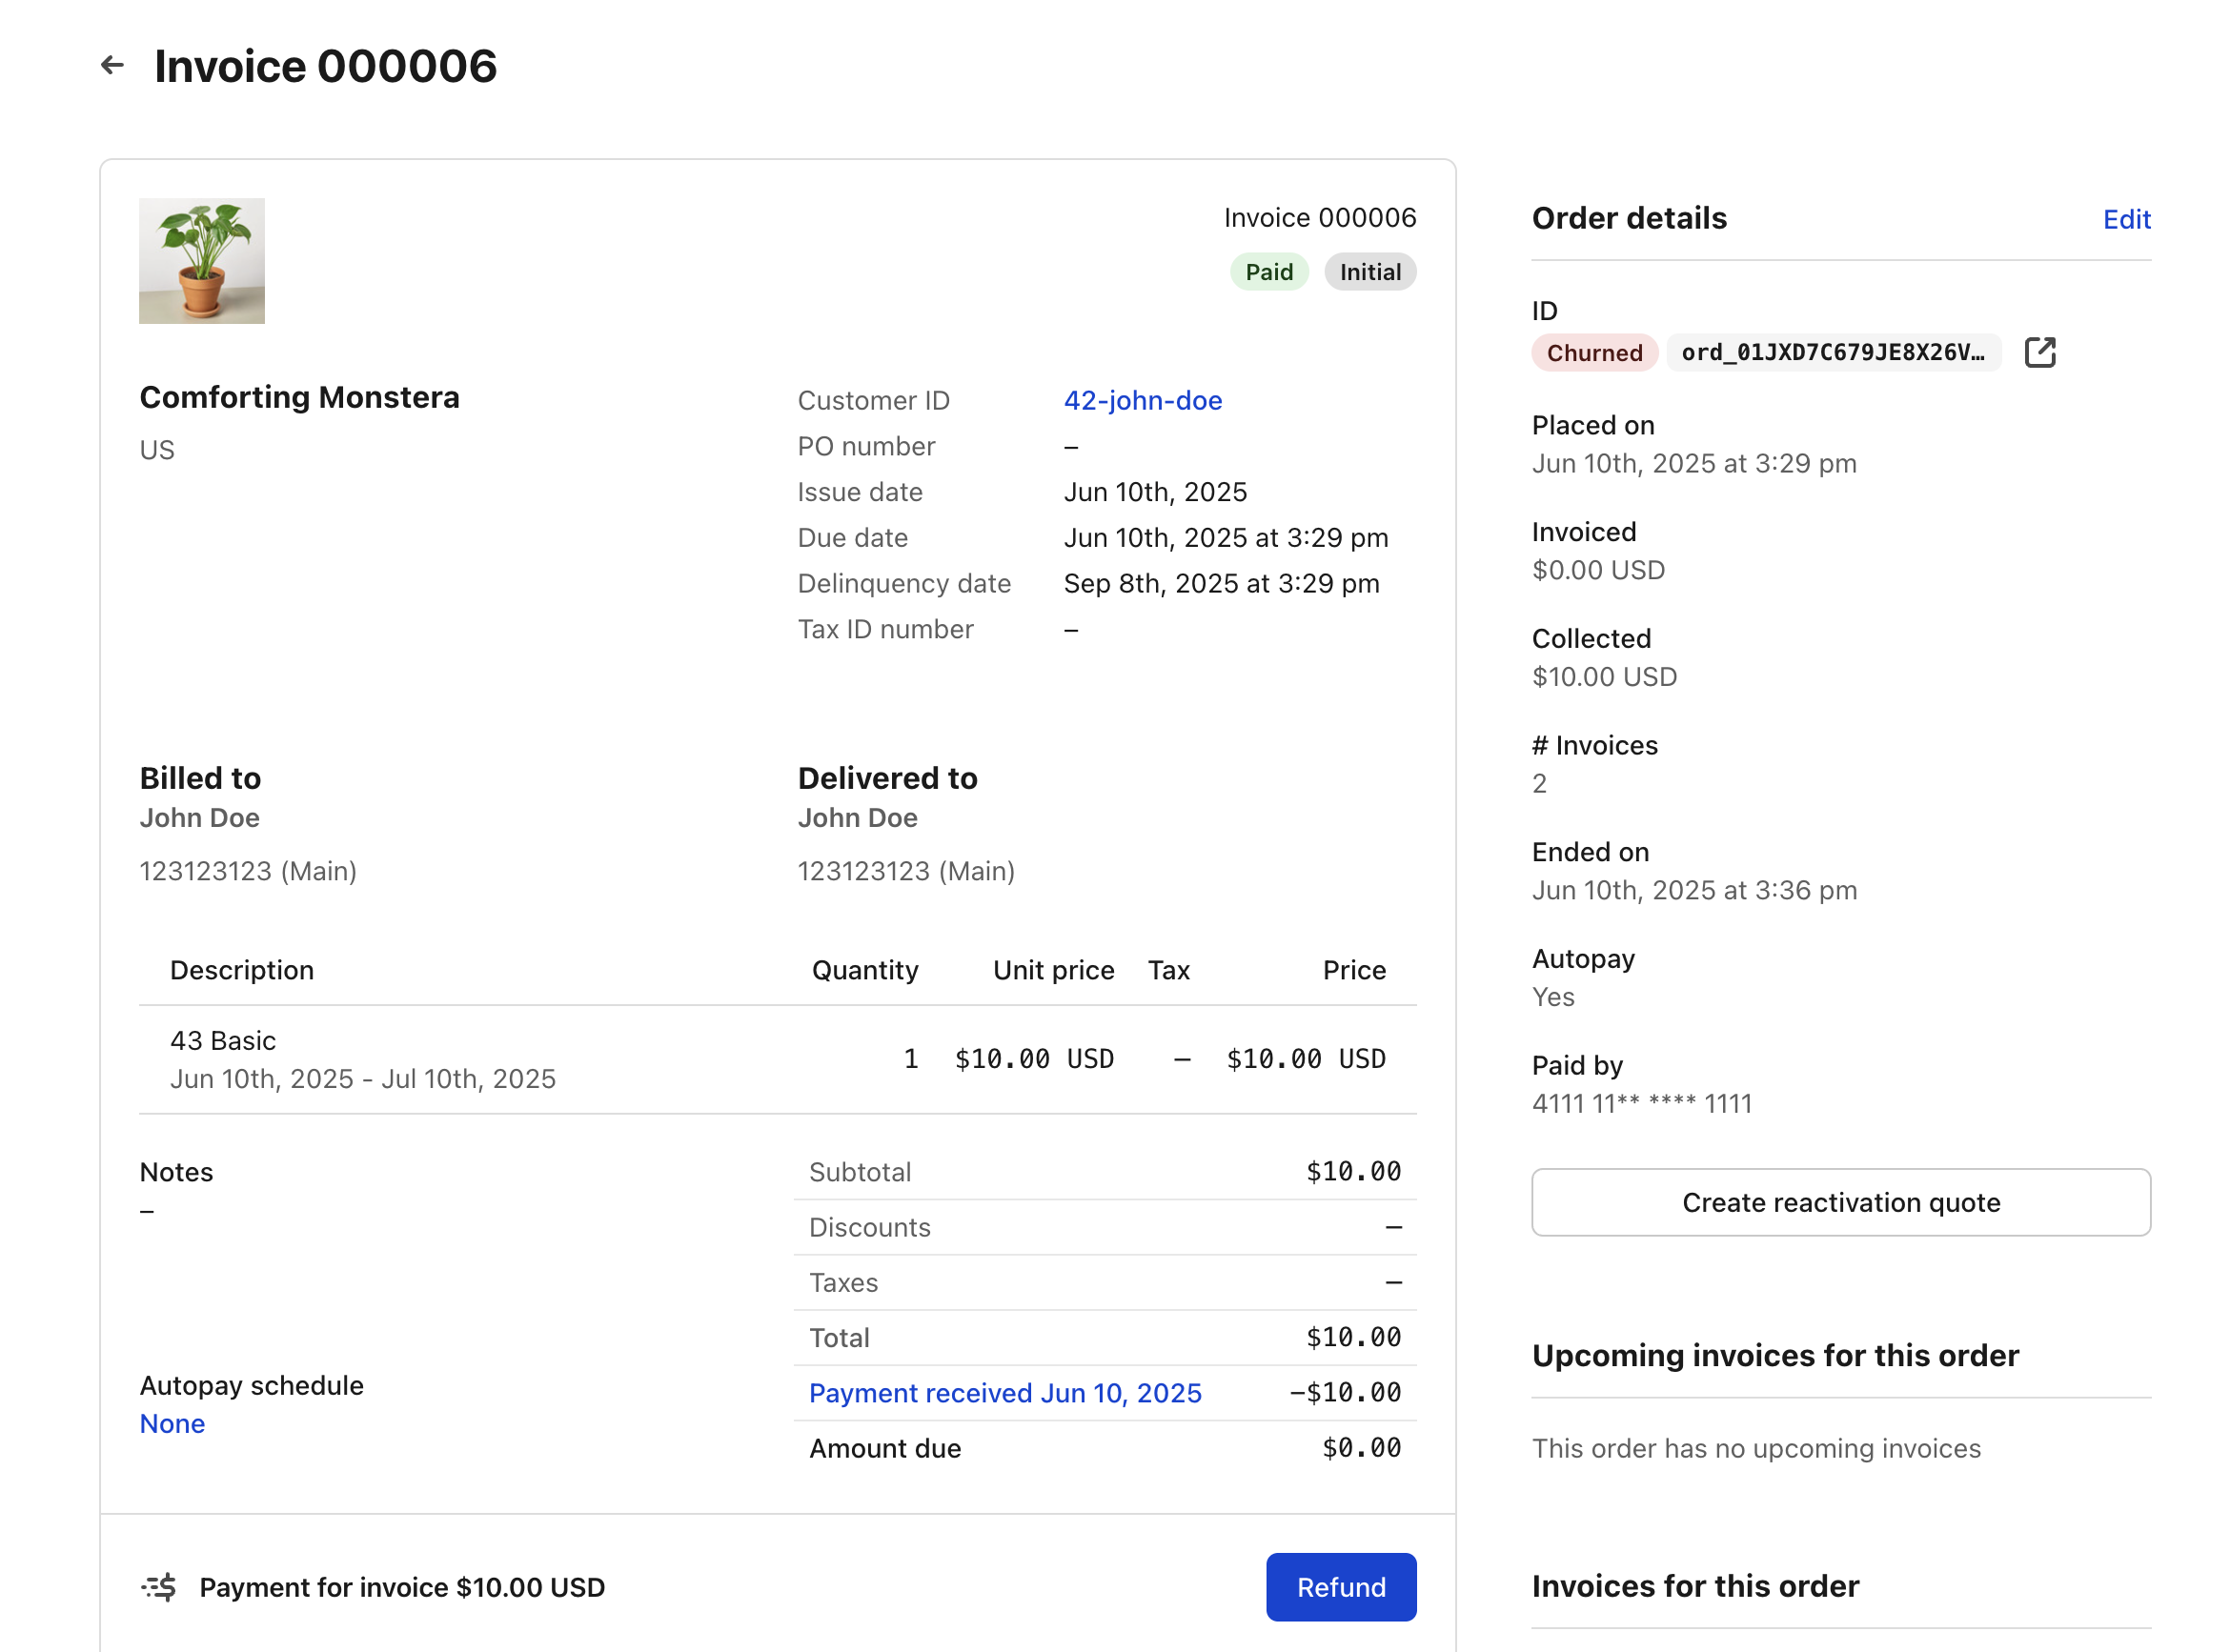 Invoice 000006
Invoice 000006
Paid Initial
Comforting Monstera
US
Customer ID 42-john-doe
PO number –
Issue date Jun 10th, 2025
Due date Jun 10th, 2025 at 3:29 pm
Delinquency date Sep 8th, 2025 at 3:29 pm
Tax ID number –
Billed to
John Doe
123123123 (Main)
Delivered to
John Doe
123123123 (Main)
Description Quantity Unit price Tax Price
43 Basic
Jun 10th, 2025 - Jul 10th, 2025
1 $10.00 USD – $10.00 USD
Notes
–
Autopay schedule
None
Subtotal $10.00
Discounts –
Taxes –
Total $10.00
Payment received Jun 10, 2025 –$10.00
Amount due $0.00
Payment for invoice $10.00 USD
Refund
Order details Edit
ID
Churned ord_01JXD7C679JE8X26V…
Placed on
Jun 10th, 2025 at 3:29 pm
Invoiced
$0.00 USD
Collected
$10.00 USD
# Invoices
2
Ended on
Jun 10th, 2025 at 3:36 pm
Autopay
Yes
Paid by
4111 11** **** 1111
Create reactivation quote
Upcoming invoices for this order
This order has no upcoming invoices
Invoices for this order